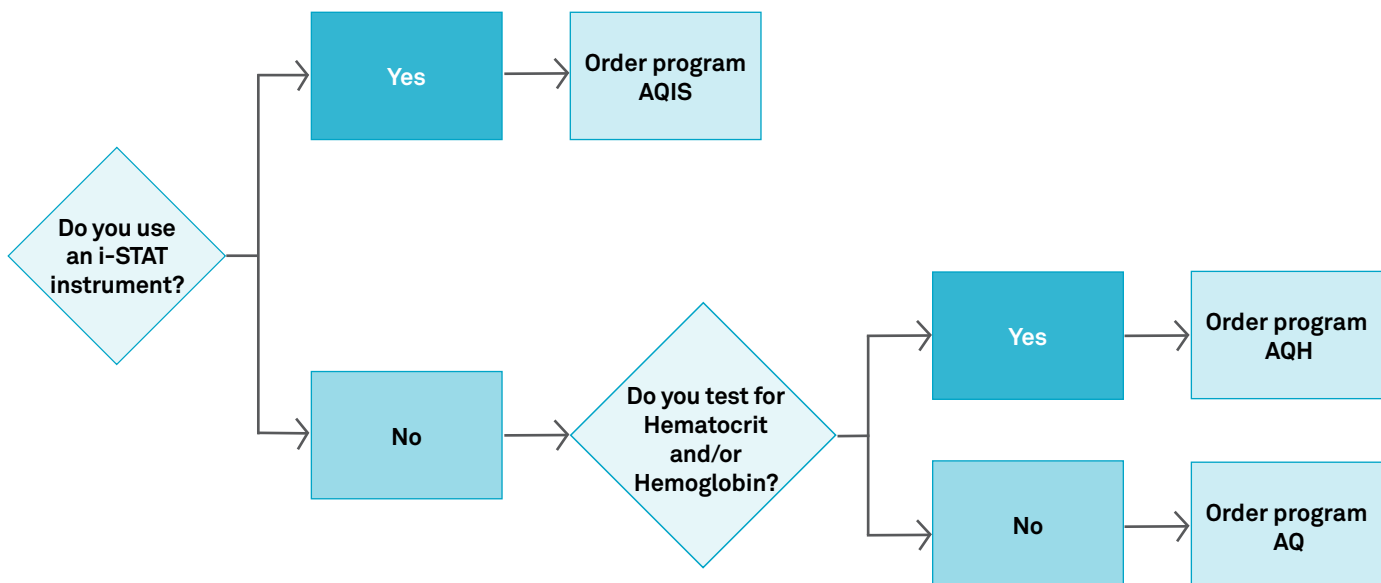 Yes
Order program
AQIS
Do you use
an i-STAT
instrument?
No
Do you test for
Hematocrit
and/or
Hemoglobin?
Yes
Order program
AQH
No
Order program
AQ